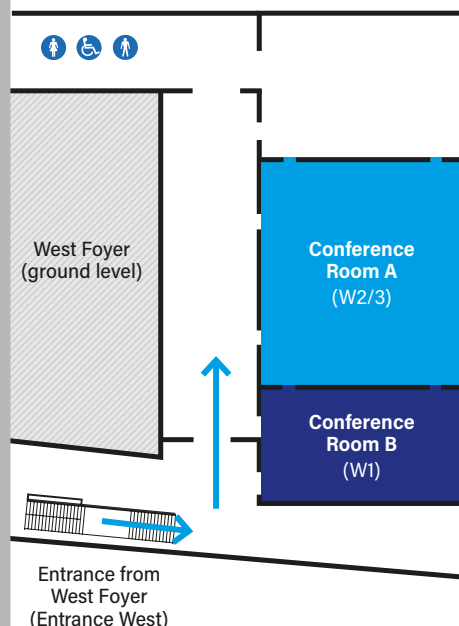 West Foyer
(ground level)
Conference
Room A
(W2/3)
Conference
Room B
(W1)
Entrance from
West Foyer
(Entrance West)